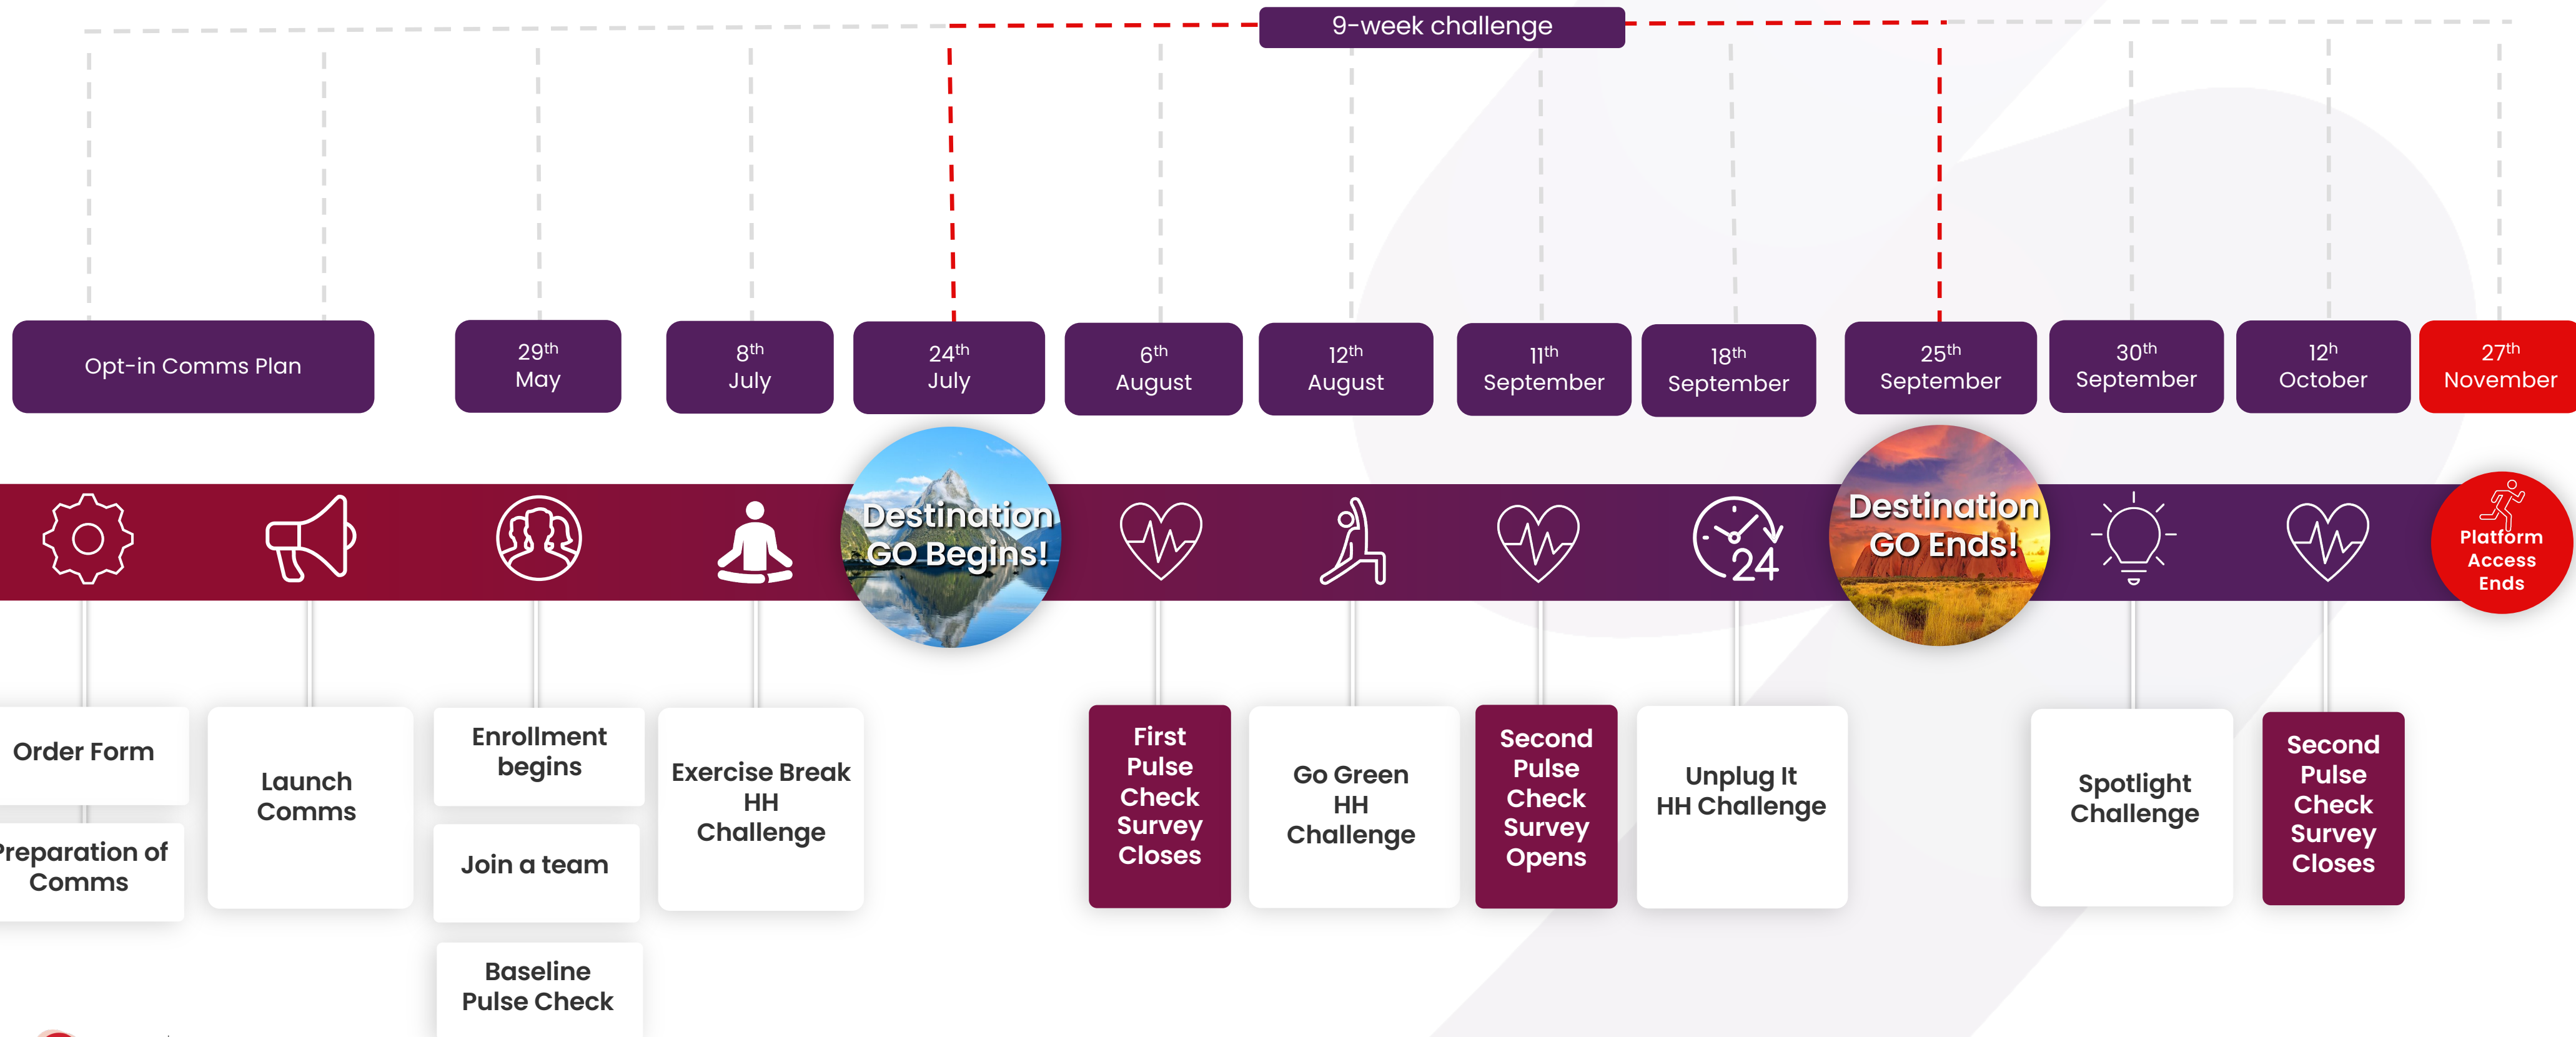 9-week challenge
Opt-in Comms Plan
29th
May
8th
July
24th
July
6th
August
12th
August
11th
September
18th
September
25th
September
30th
September
12h
October
27th
November
Destination
GO Begins!
24
Destination
GO Ends!
Platform
Access
Ends
Order Form
Preparation of
Comms
Launch
Comms
Enrollment
begins
Join a team
Baseline
Pulse Check
Exercise Break
HH
Challenge
First
Pulse
Check
Survey
Closes
Go Green
HH
Challenge
Second
Pulse
Check
Survey
Opens
Unplug It
HH Challenge
Spotlight
Challenge
Second
Pulse
Check
Survey
Closes